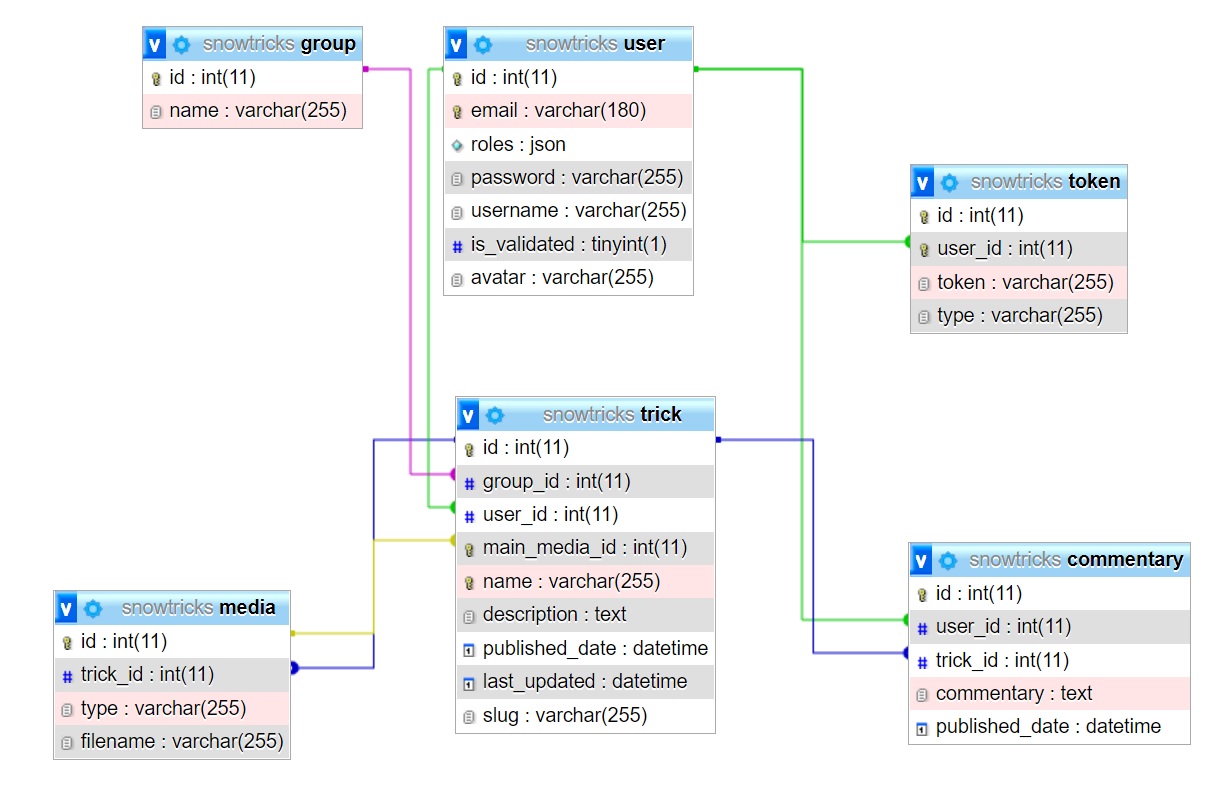 v snowtricks group
id : int(11)
name : varchar(255)
v snowtricks user
id : int(11)
email : varchar(180)
roles : json
password : varchar(255)
# username : varchar(255)
# is_validated : tinyint(1)
avatar : varchar(255)
v snowtricks token
id : int(11)
user_id : int(11)
token : varchar(255)
type : varchar(255)
v snowtricks trick
id : int(11)
# group_id : int(11)
# user_id : int(11)
main_media_id : int(11)
name : varchar(255)
description : text
published_date : datetime
last_updated : datetime
slug : varchar(255)
v snowtricks media
id : int(11)
# trick_id : int(11)
type : varchar(255)
filename : varchar(255)
v snowtricks commentary
id : int(11)
# user_id : int(11)
# trick_id : int(11)
commentary : text
published_date : datetime